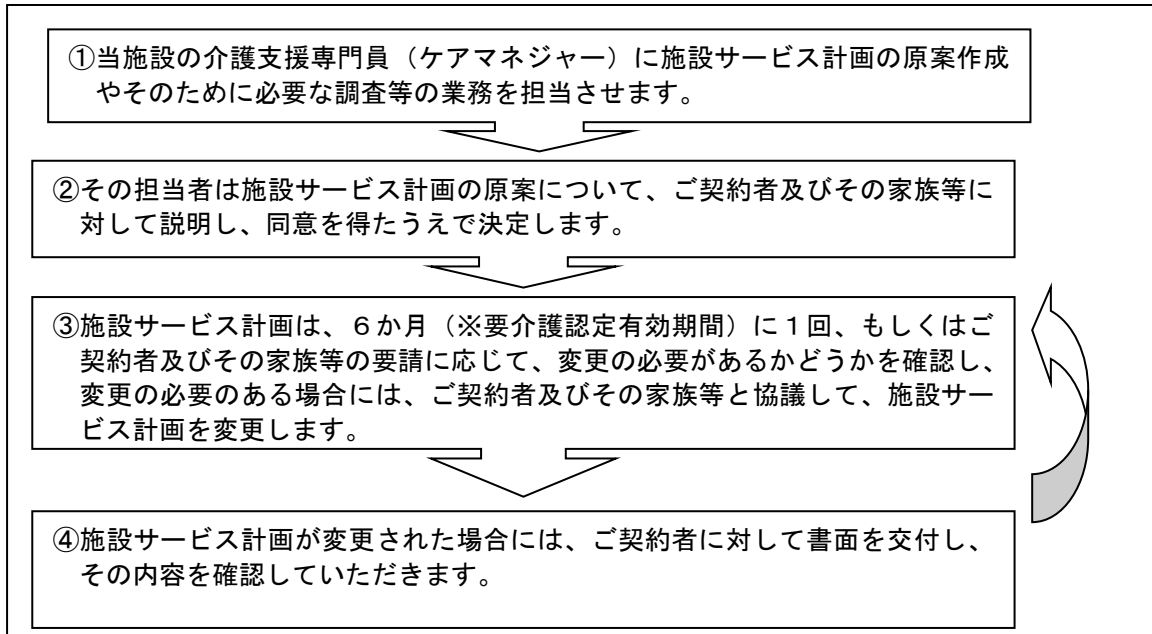 ①当施設の介護支援専門員（ケアマネジャー）に施設サービス計画の原案作成
やそのために必要な調査等の業務を担当させます。
②その担当者は施設サービス計画の原案について、ご契約者及びその家族等に
対して説明し、同意を得たうえで決定します。
③施設サービス計画は、６か月（※要介護認定有効期間）に１回、もしくはご
契約者及びその家族等の要請に応じて、変更の必要があるかどうかを確認し、
変更の必要のある場合には、ご契約者及びその家族等と協議して、施設サー
ビス計画を変更します。
④施設サービス計画が変更された場合には、ご契約者に対して書面を交付し、
その内容を確認していただきます。